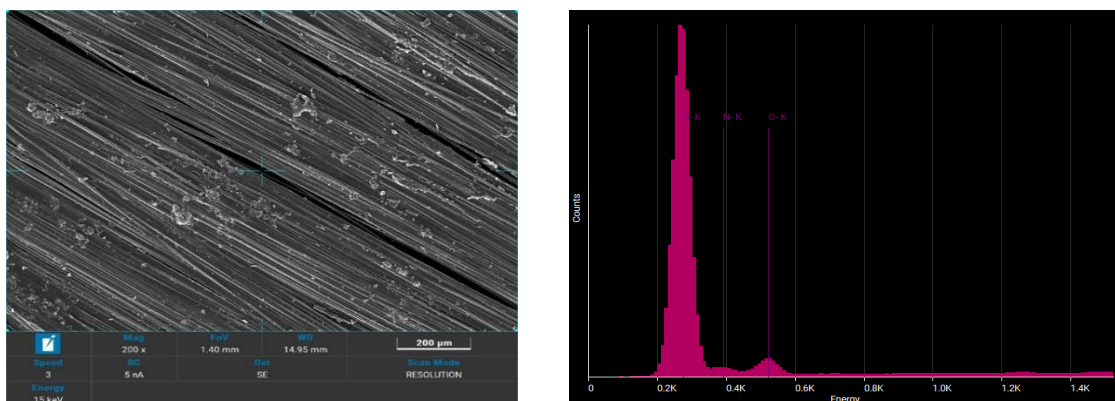 Mag
FoV
WD
200 x
1.40 mm
14.95 mm
200 μm
Speed
BC
Det
Scan Mode
3
5 nA
SE
RESOLUTION
Energy
15 keV
Counts
K N- K O- K
0 0.2K 0.4K 0.6K 0.8K 1.0K 1.2K 1.4K
Energy